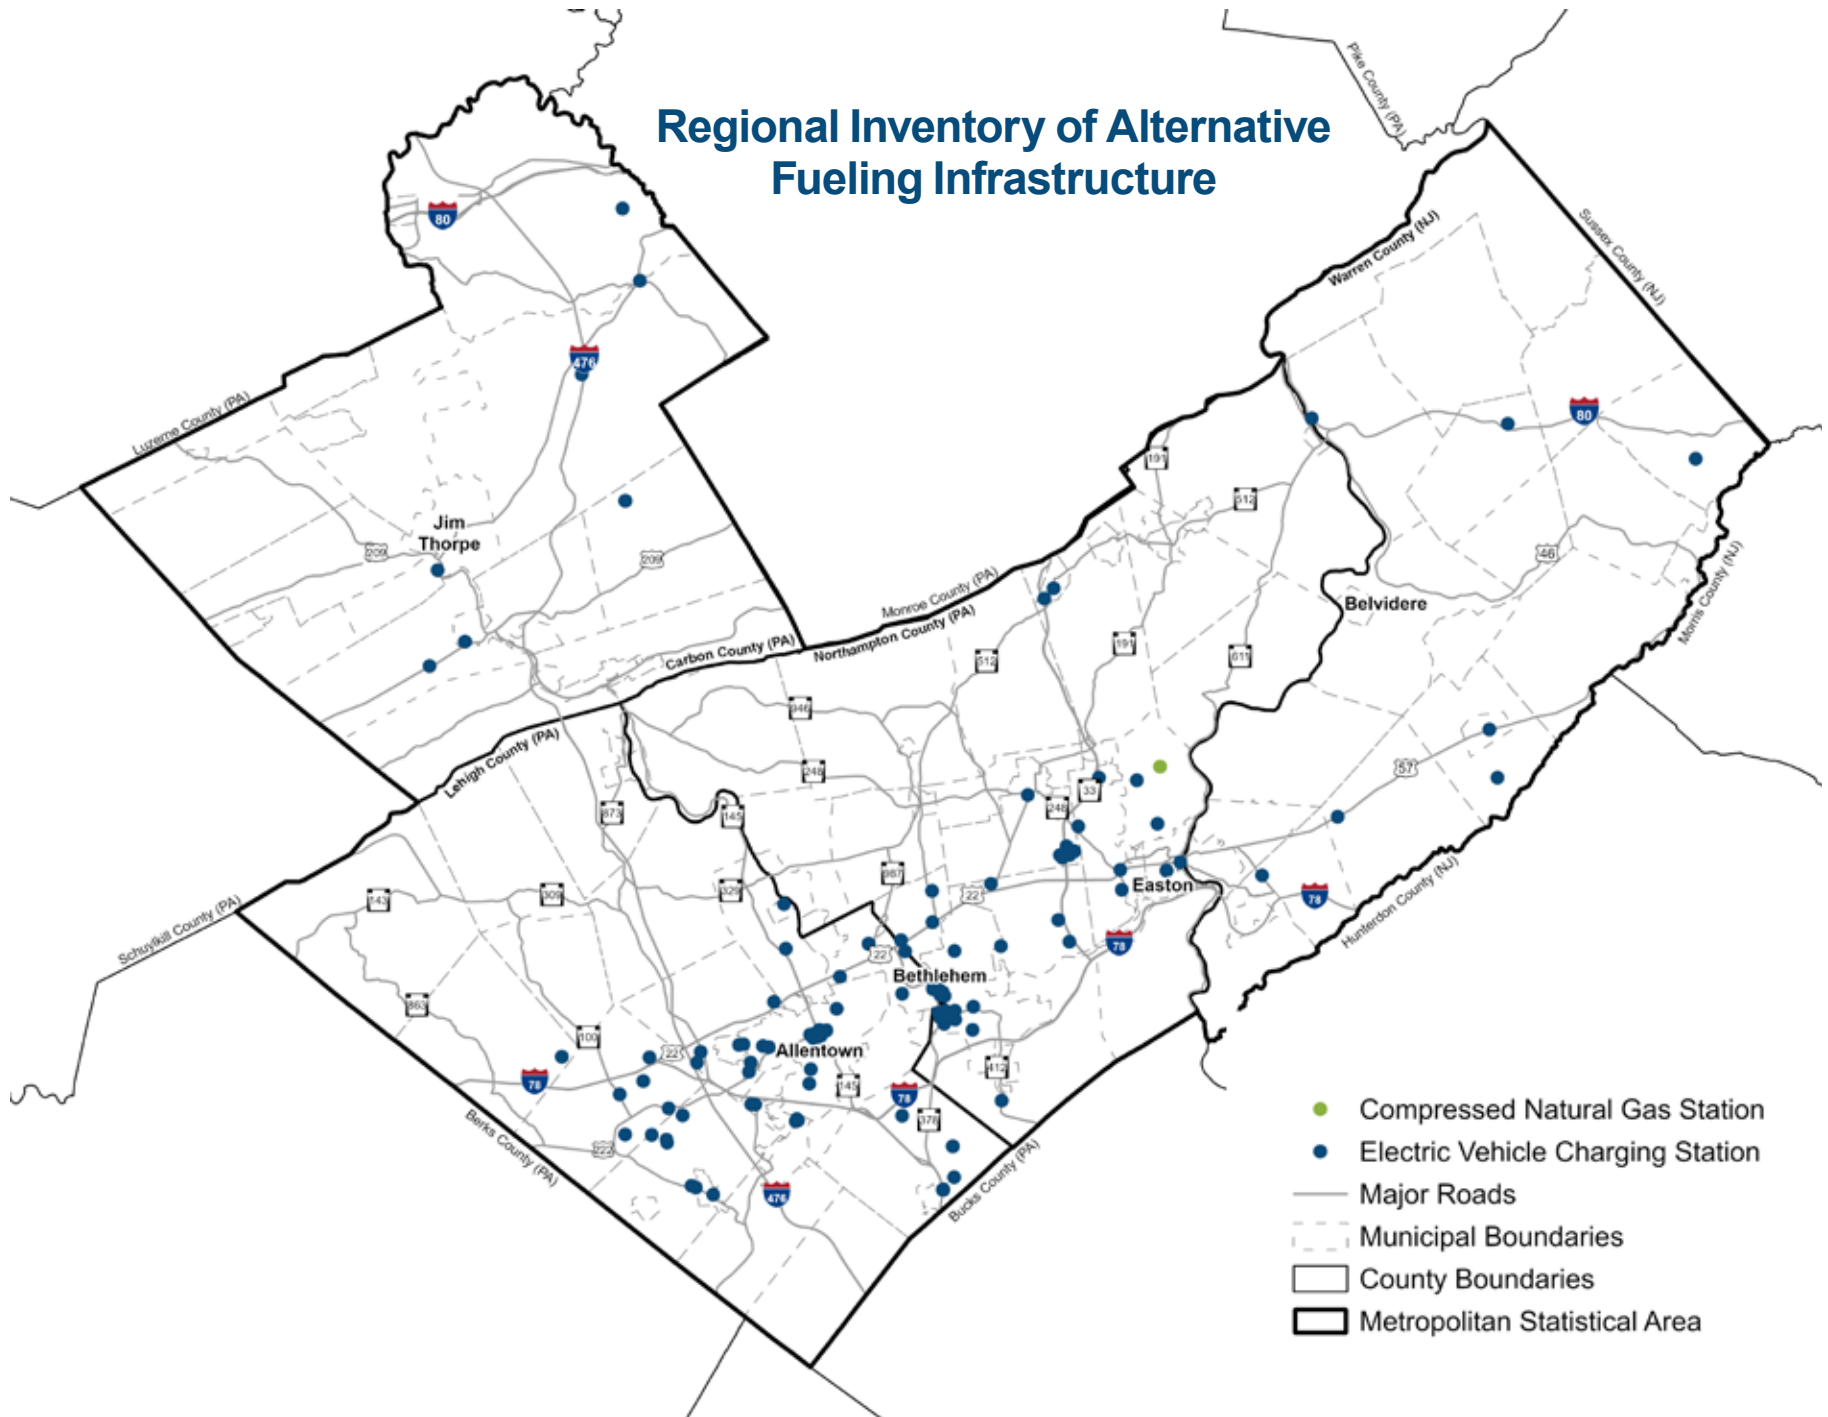 Regional Inventory of Alternative
Fueling Infrastructure
Pike County (PA)
80
Warren County (NJ)
Sussex County (NJ)
476
Luzerne County (PA)
80
191
512
Jim
Thorpe
209
209
46
Monroe County (PA)
Belvidere
Morris County (NJ)
Northampton County (PA)
Carbon County (PA)
512
191
611
946
Lehigh County (PA)
248
57
33
248
873
145
987
329
22
Easton
309
143
78
Hunterdon County (NJ)
Schuylkill County (PA)
78
22
Bethlehem
863
100
22
Allentown
412
78
145
78
378
222
Berks County (PA)
476
Bucks County (PA)
Compressed Natural Gas Station
Electric Vehicle Charging Station
Major Roads
Municipal Boundaries
County Boundaries
Metropolitan Statistical Area